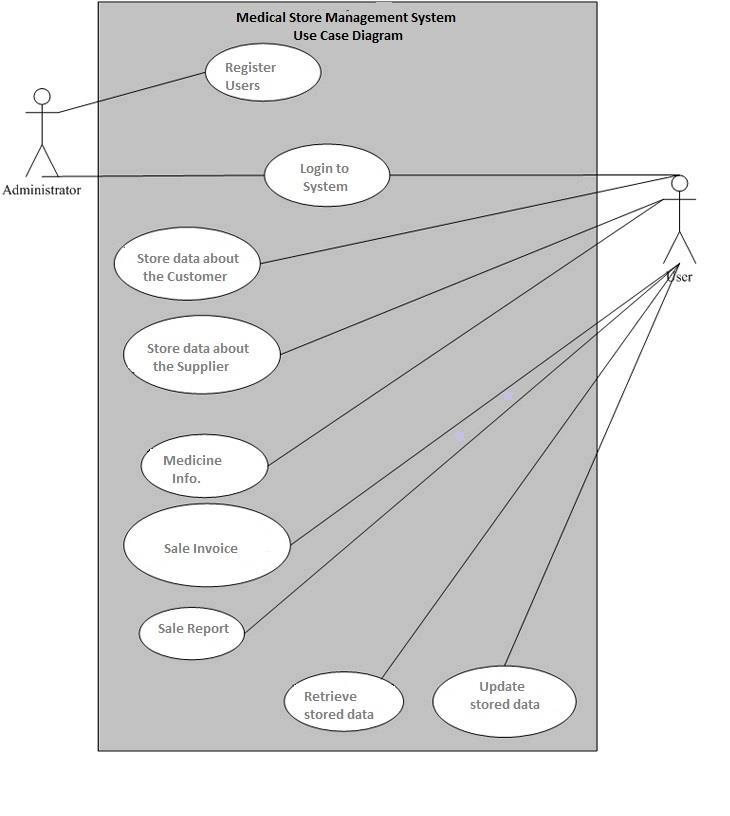 Medical Store Management System
Use Case Diagram
Register
Users
Administrator
Login to
System
User
Store data about
the Customer
Store data about
the Supplier
Medicine
Info.
Sale Invoice
Sale Report
Retrieve
stored data
Update
stored data